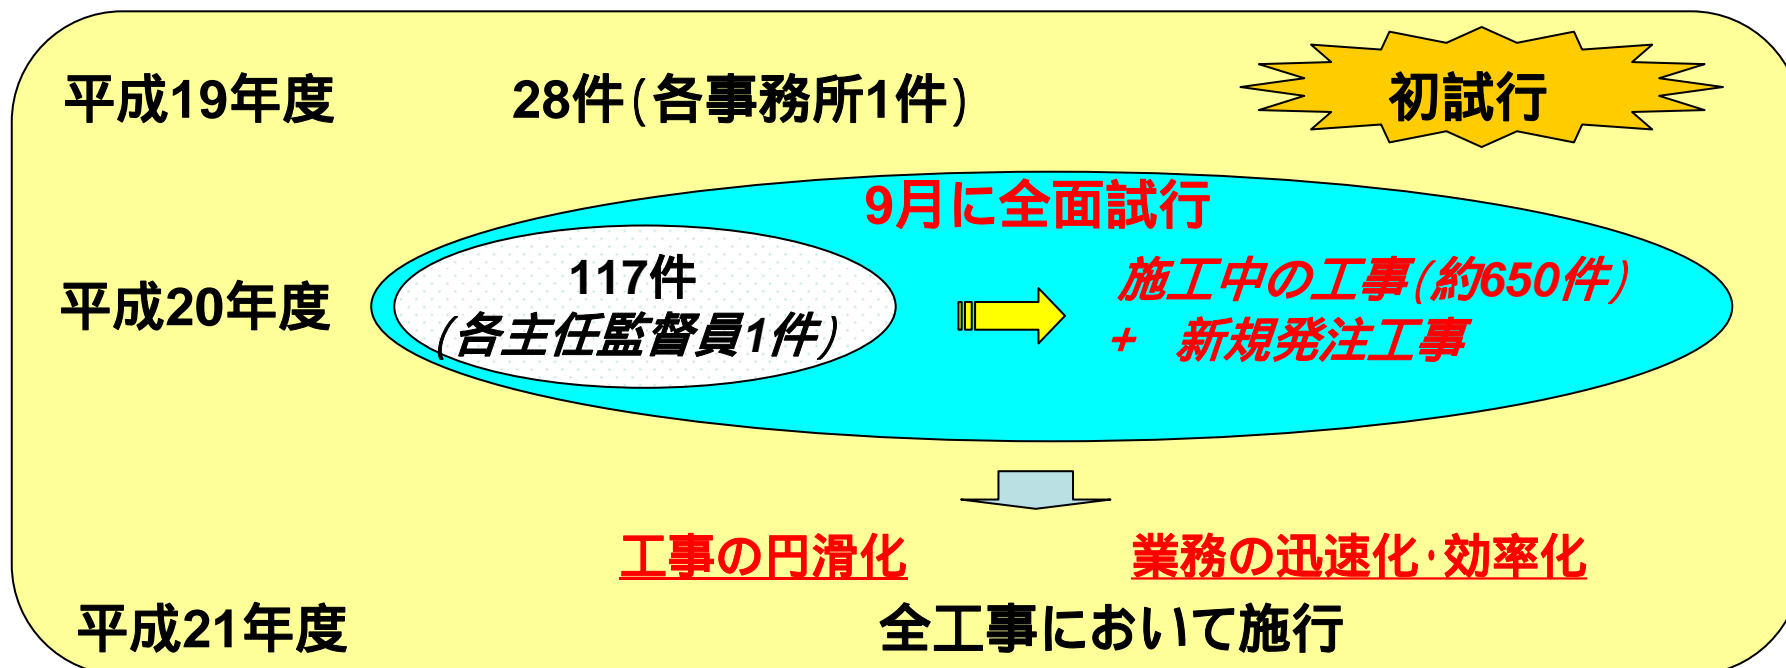 平成19年度 28件(各事務所1件) 初試行
9月に全面試行
平成20年度
117件
(各主任監督員1件)
施工中の工事(約650件)
+ 新規発注工事
工事の円滑化 業務の迅速化・効率化
平成21年度 全工事において施行